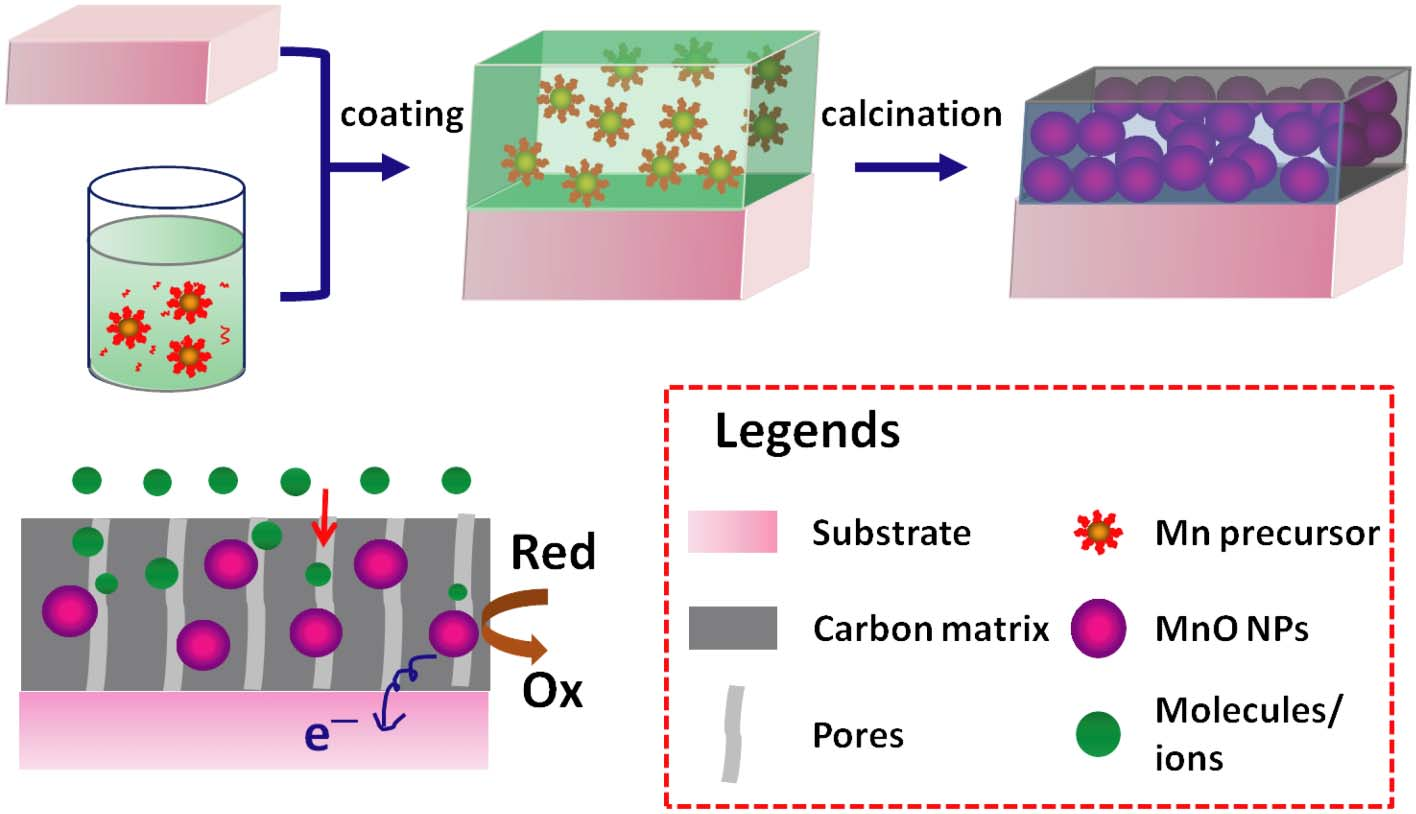 coating
calcination
Red
Ox
e−
Legends
Substrate
Mn precursor
Carbon matrix
MnO NPs
Pores
Molecules/
ions